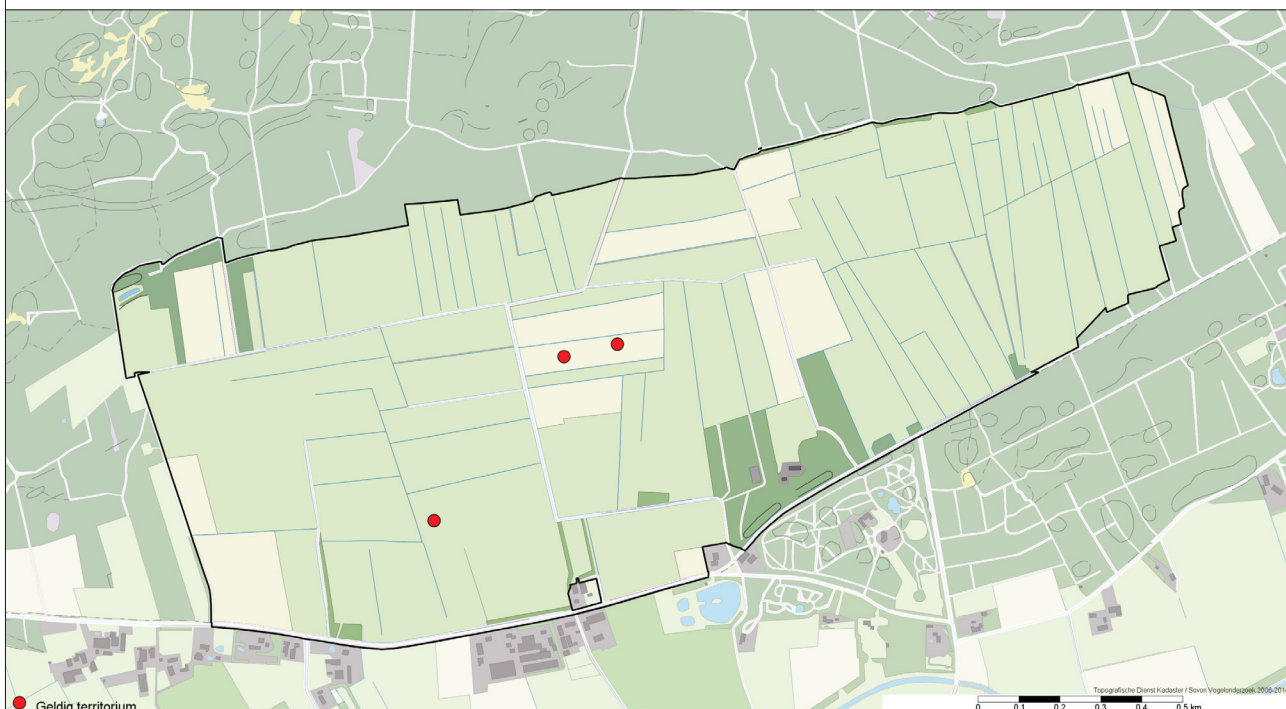 Topografische Dienst Kadaster / Sovon Vogelonderzoek 2006-201
Geldig territorium
0 0.1 0.2 0.3 0.4 0.5 km